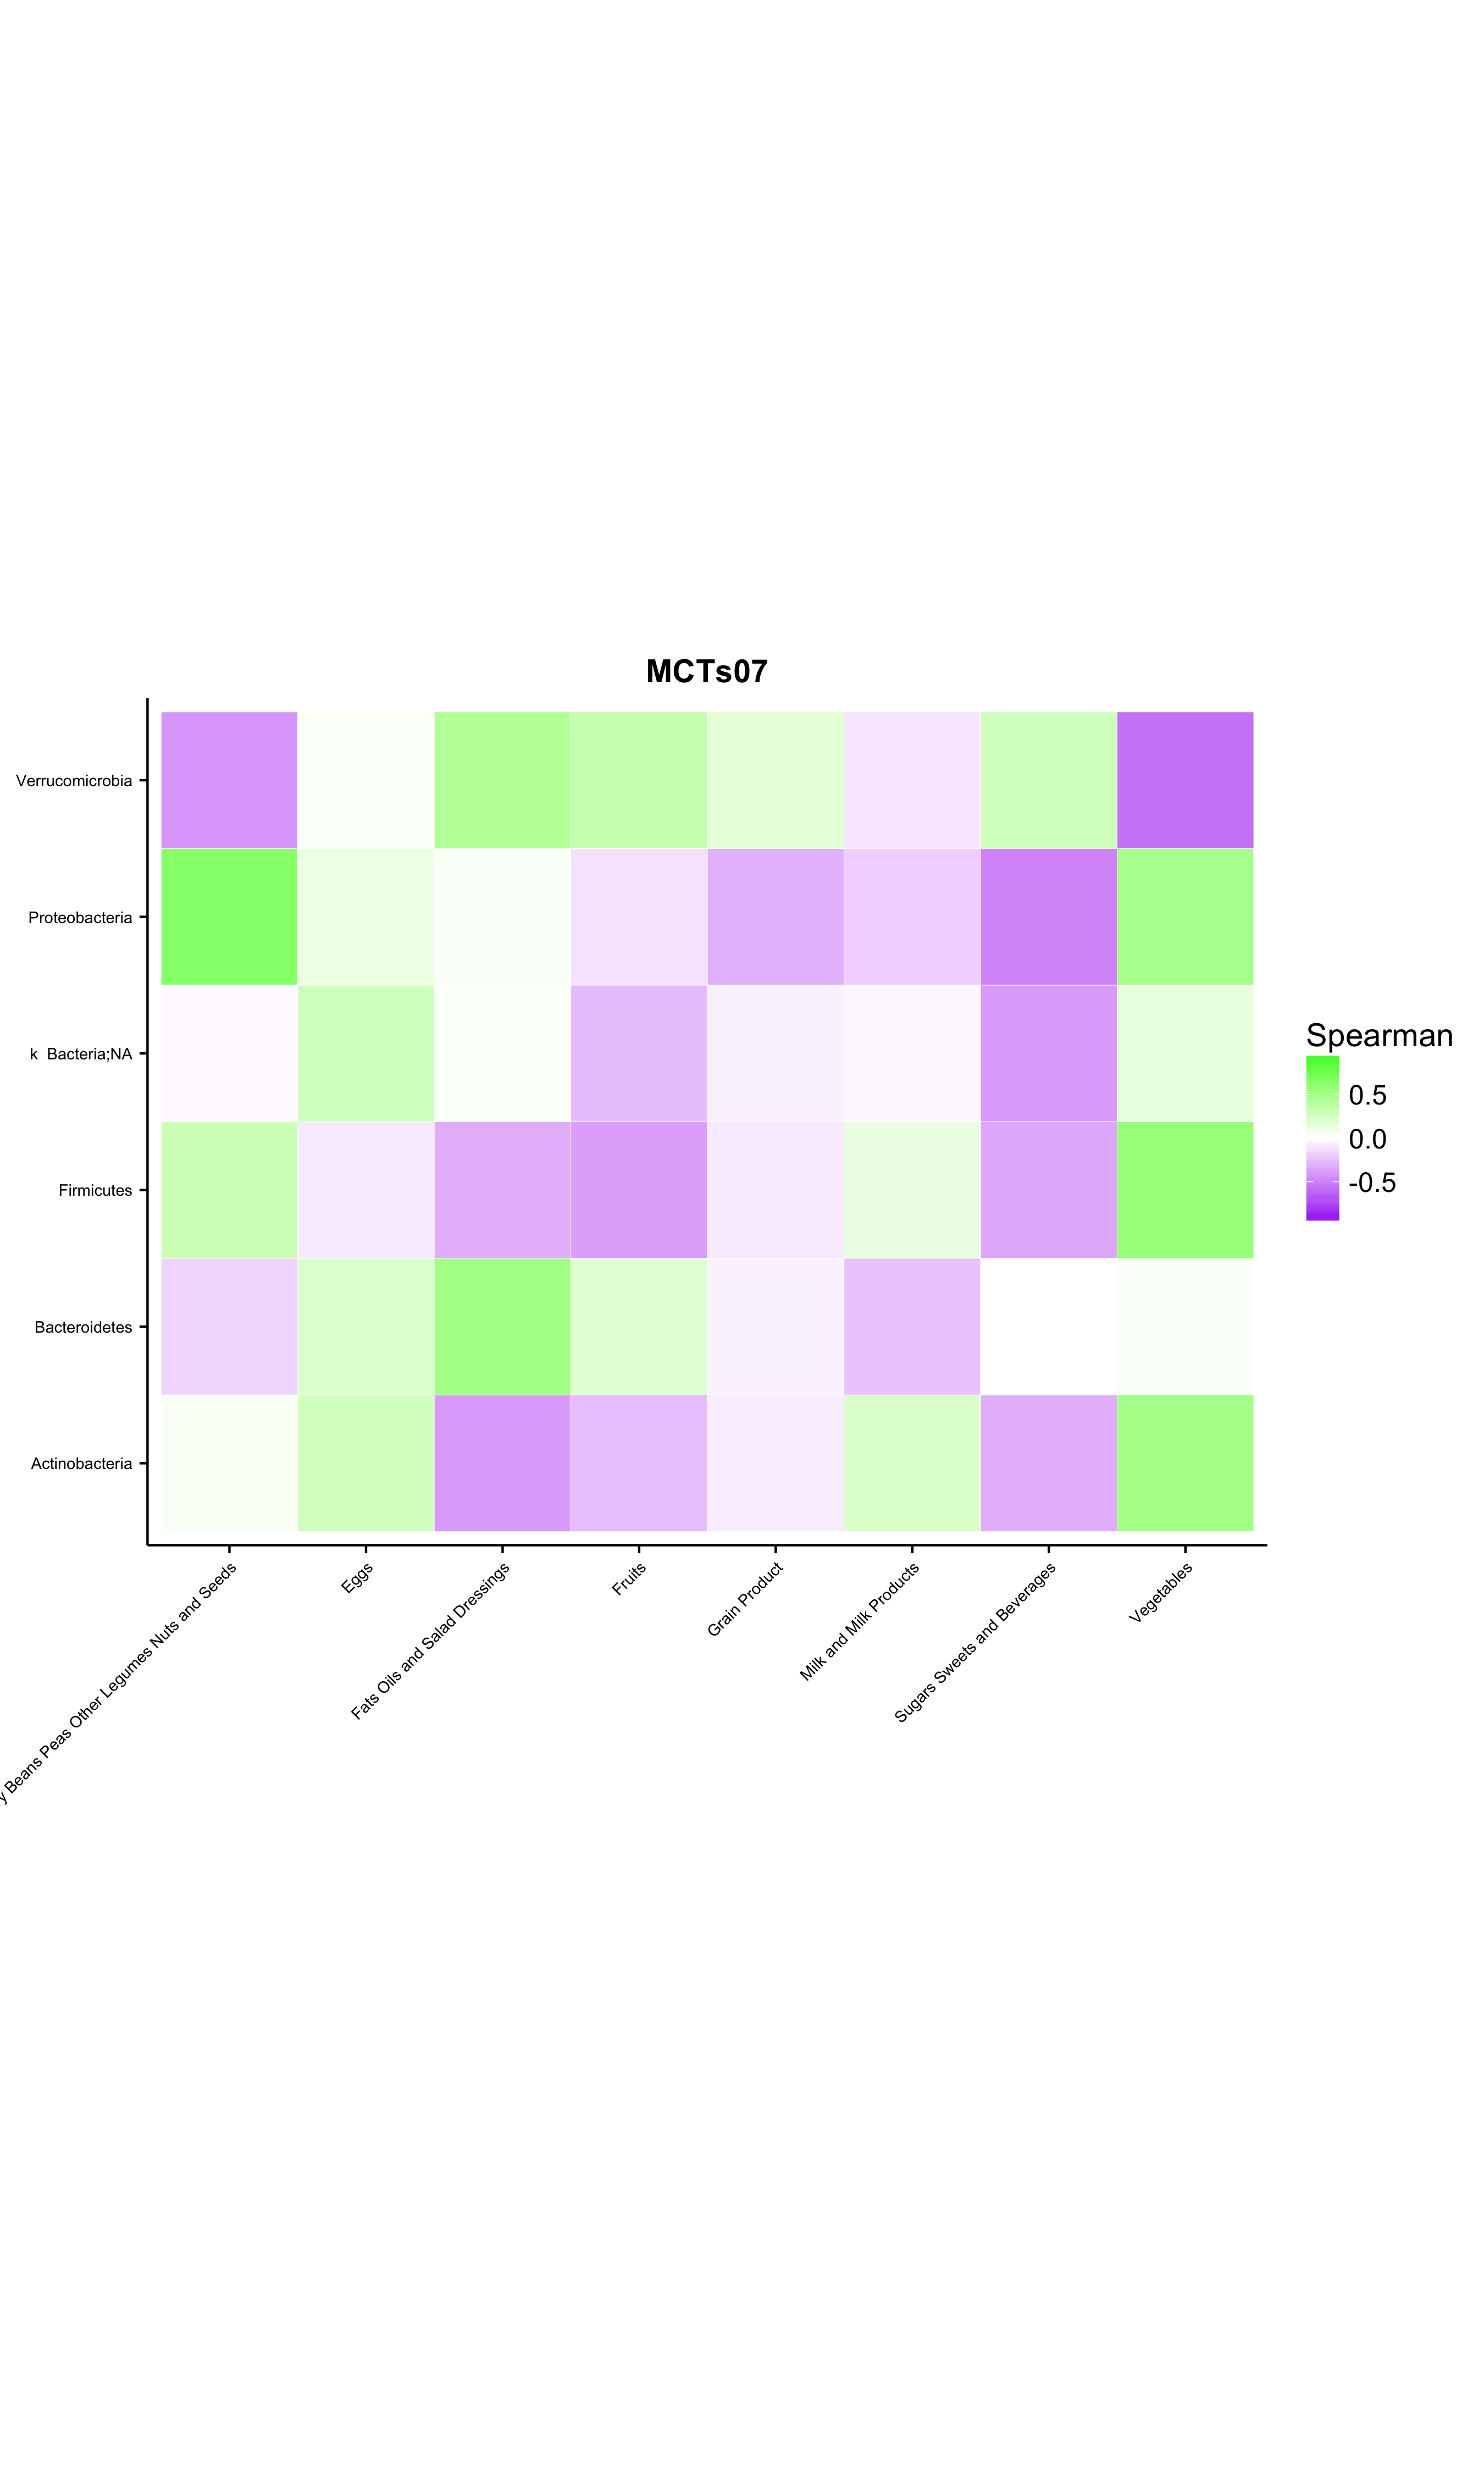 MCTs07
Verrucomicrobia
Proteobacteria
k Bacteria;NA
Firmicutes
Bacteroidetes
Actinobacteria
Spearman
0.5
0.0
-0.5
y Beans Peas Other Legumes Nuts and Seeds
Eggs
Fats Oils and Salad Dressings
Fruits
Grain Product
Milk and Milk Products
Sugars Sweets and Beverages
Vegetables